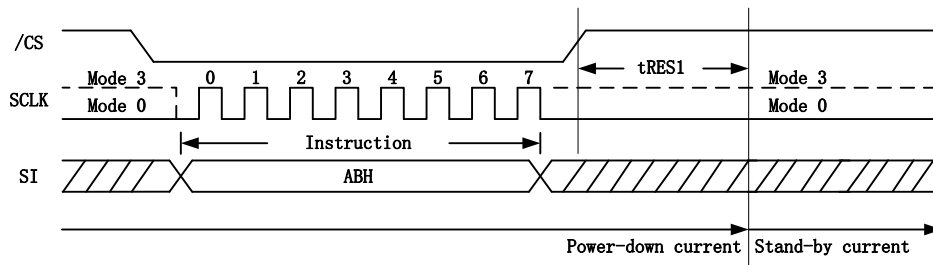 /CS
tRES1
Mode 3 0 1 2 3 4 5 6 7 Mode 3
SCLK
Mode 0 Mode 0
Instruction
SI ABH
Power-down current Stand-by current